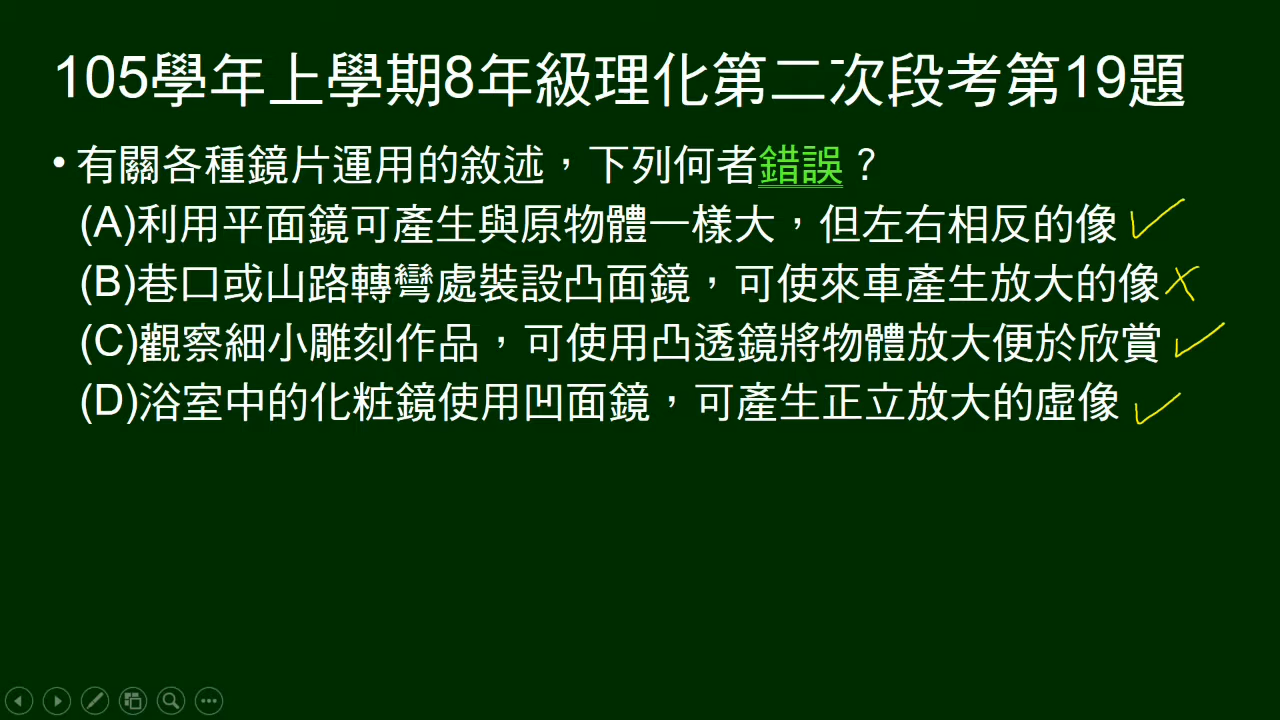 105學年上學期8年級理化第二次段考第19題
• 有關各種鏡片運用的敘述，下列何者錯誤？
(A)利用平面鏡可產生與原物體一樣大，但左右相反的像
(B)巷口或山路轉彎處裝設凸面鏡，可使來車產生放大的像
(C)觀察細小雕刻作品，可使用凸透鏡將物體放大便於欣賞
(D)浴室中的化粧鏡使用凹面鏡，可產生正立放大的虛像